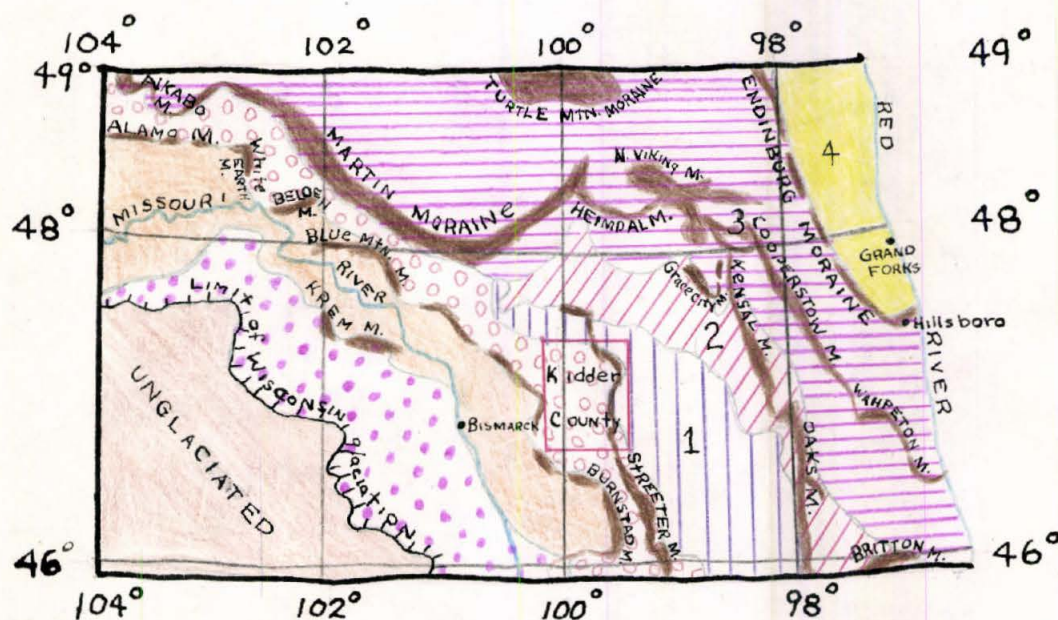 104° 102° 100° 98°
49° 49°
AIKABO
M.
ALAMO M.
White
EARTH
M.
BELDEN
M.
MISSOURI
RIVER
MARTIN
MORAINE
TURTLE MTN. MORAINE
N. VIKING M.
HEIMDAL M.
ENDINBURG MORAINE
RED
RIVER
4
48° 48°
GRAND
FORKS
Hillsboro
3
COOPERSTOWN M.
KENSAL M.
Grace City M.
2
Blue Mtn. M.
KREM M.
LIMIT of WISCONSIN glaciation
UNGLACIATED
Kidder
County
BISMARCK
1
STREETER M.
BURNSTAD M.
OAKS M.
WAHPETON M.
BRITTON M.
46° 46°
104° 102° 100° 98°